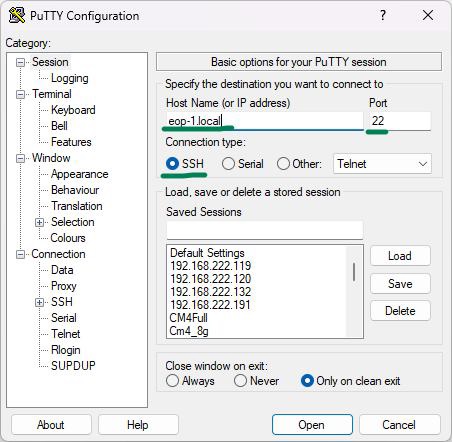 PuTTY Configuration
Category:
Session
Logging
Terminal
Keyboard
Bell
Features
Window
Appearance
Behaviour
Translation
Selection
Colours
Connection
Data
Proxy
SSH
Serial
Telnet
Rlogin
SUPDUP
Basic options for your PuTTY session
Specify the destination you want to connect to
Host Name (or IP address) Port
eop-1.local 22
Connection type:
SSH Serial Other: Telnet
Load, save or delete a stored session
Saved Sessions
Default Settings
192.168.222.119
192.168.222.120
192.168.222.132
192.168.222.191
CM4Full
Cm4_8g
Load
Save
Delete
Close window on exit:
Always Never Only on clean exit
About Help Open Cancel